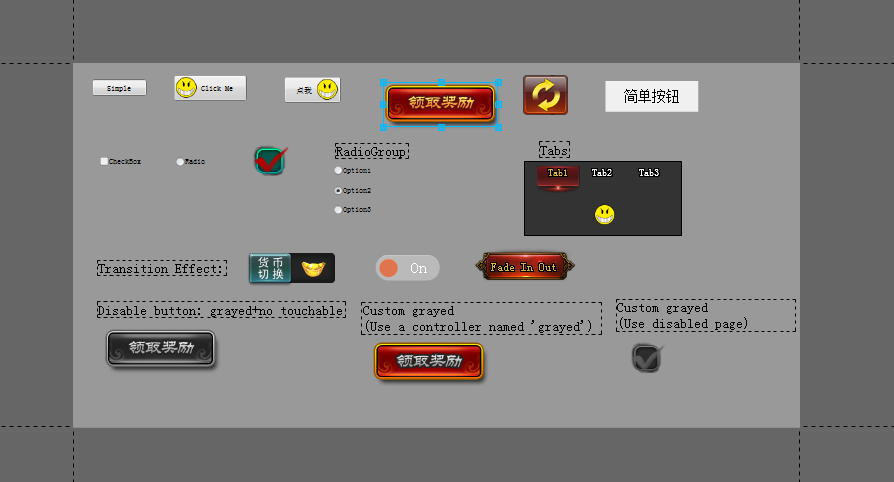 Simple
Click Me
点我
领取奖励
简单按钮
CheckBox
Radio
RadioGroup
Option1
Option2
Option3
Tabs
Tab1
Tab2
Tab3
Transition Effect:
货币
切换
On
Fade In Out
Disable button: grayed+no touchable
领取奖励
Custom grayed
(Use a controller named 'grayed')
领取奖励
Custom grayed
(Use disabled page)